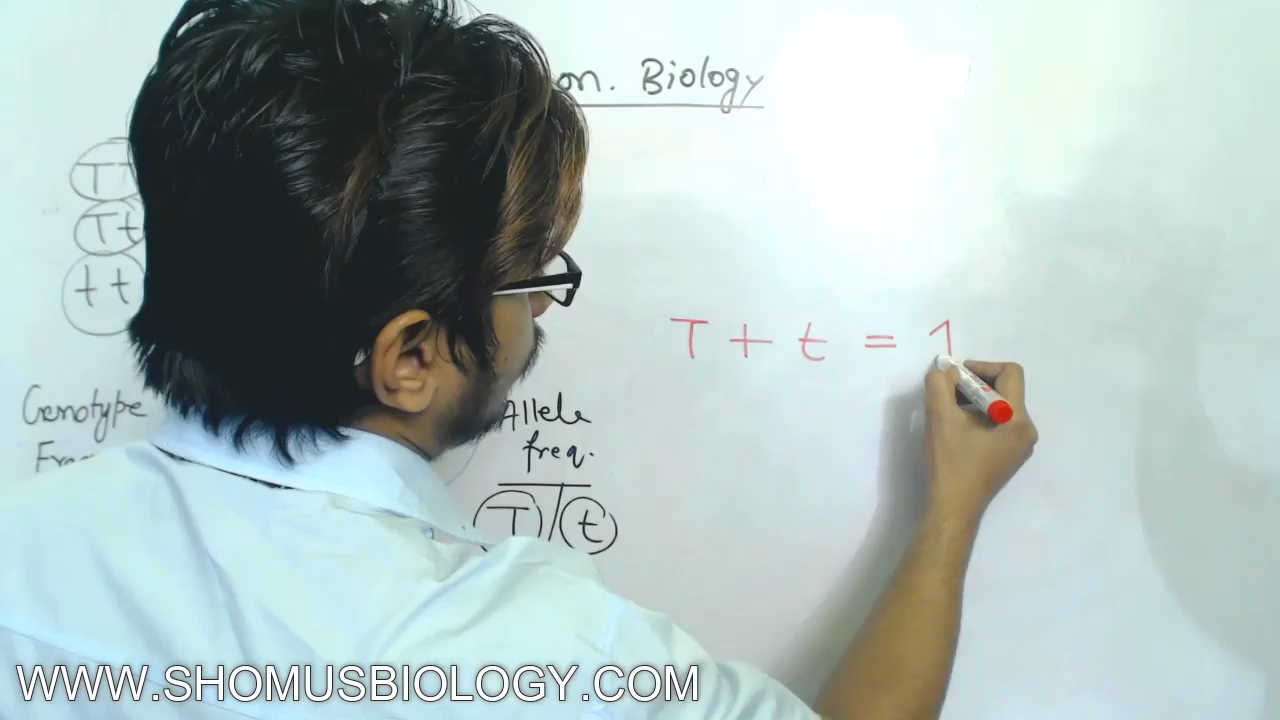 on. Biology
T
Tt
tt
T + t = 1
Genotype
Allele
freq.
T / t
WWW.SHOMUSBIOLOGY.COM